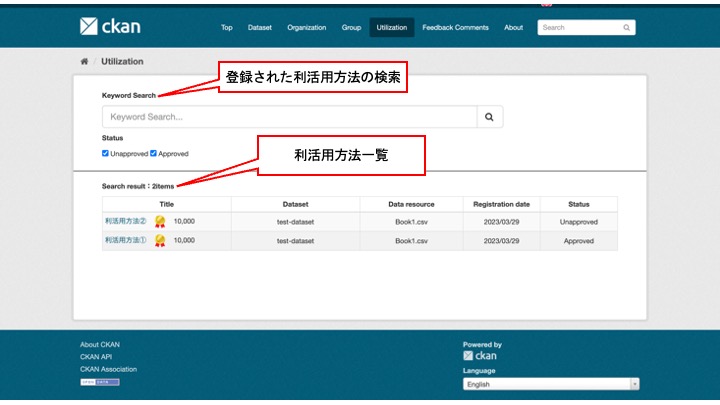 ckan
Top Dataset Organization Group Utilization Feedback Comments About Search
Utilization
登録された利活用方法の検索
Keyword Search
Keyword Search...
Status
Unapproved Approved
利活用方法一覧
Search result：2items
Title Dataset Data resource Registration date Status
利活用方法② 10,000 test-dataset Book1.csv 2023/03/29 Unapproved
利活用方法① 10,000 test-dataset Book1.csv 2023/03/29 Approved
About CKAN
CKAN API
CKAN Association
OPEN DATA
Powered by
ckan
Language
English